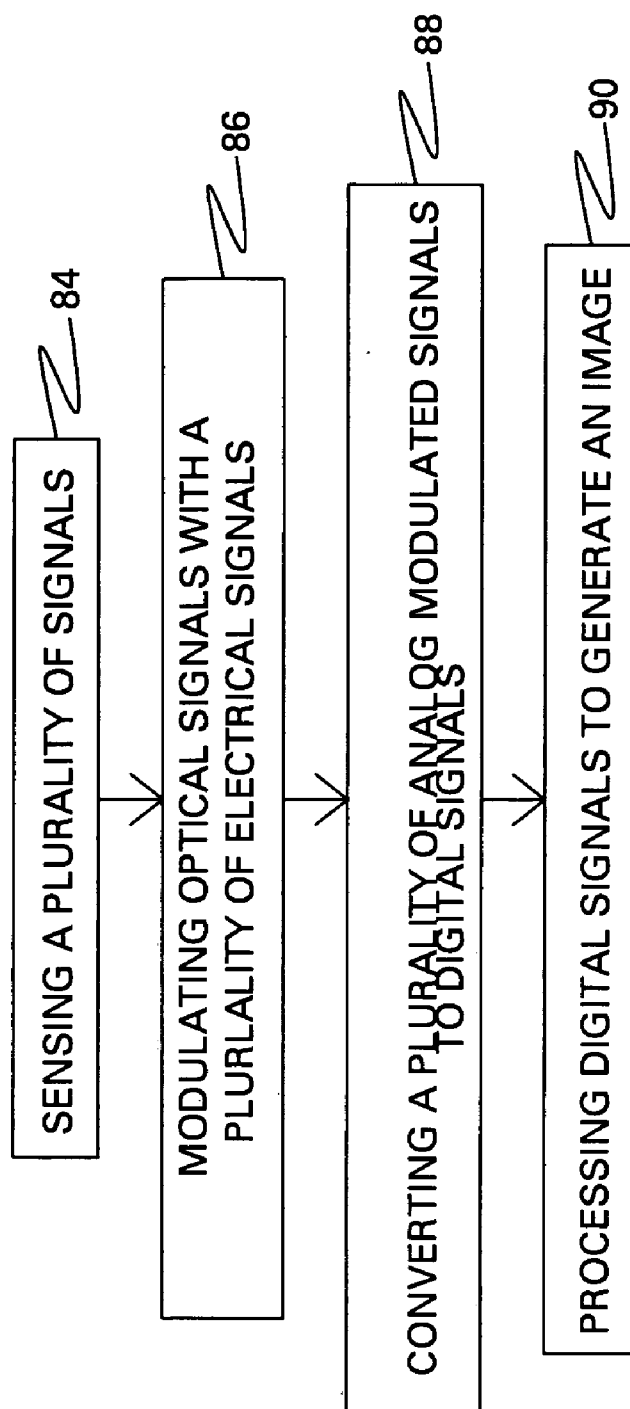 SENSING A PLURALITY OF SIGNALS
84
MODULATING OPTICAL SIGNALS WITH A
PLURLALITY OF ELECTRICAL SIGNALS
86
CONVERTING A PLURALITY OF ANALOG MODULATED SIGNALS
TO DIGITAL SIGNALS
88
PROCESSING DIGITAL SIGNALS TO GENERATE AN IMAGE
90